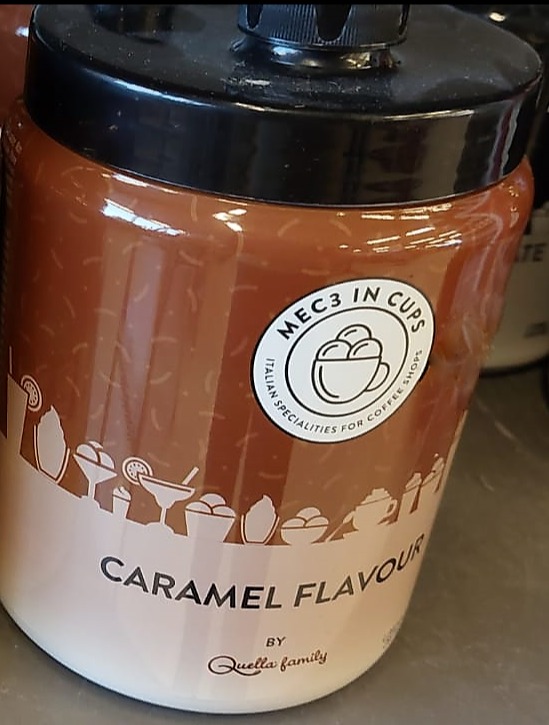 MEC3 IN CUPS
ITALIAN SPECIALITIES FOR COFFEE SHOPS
CARAMEL FLAVOUR
BY
Quella family